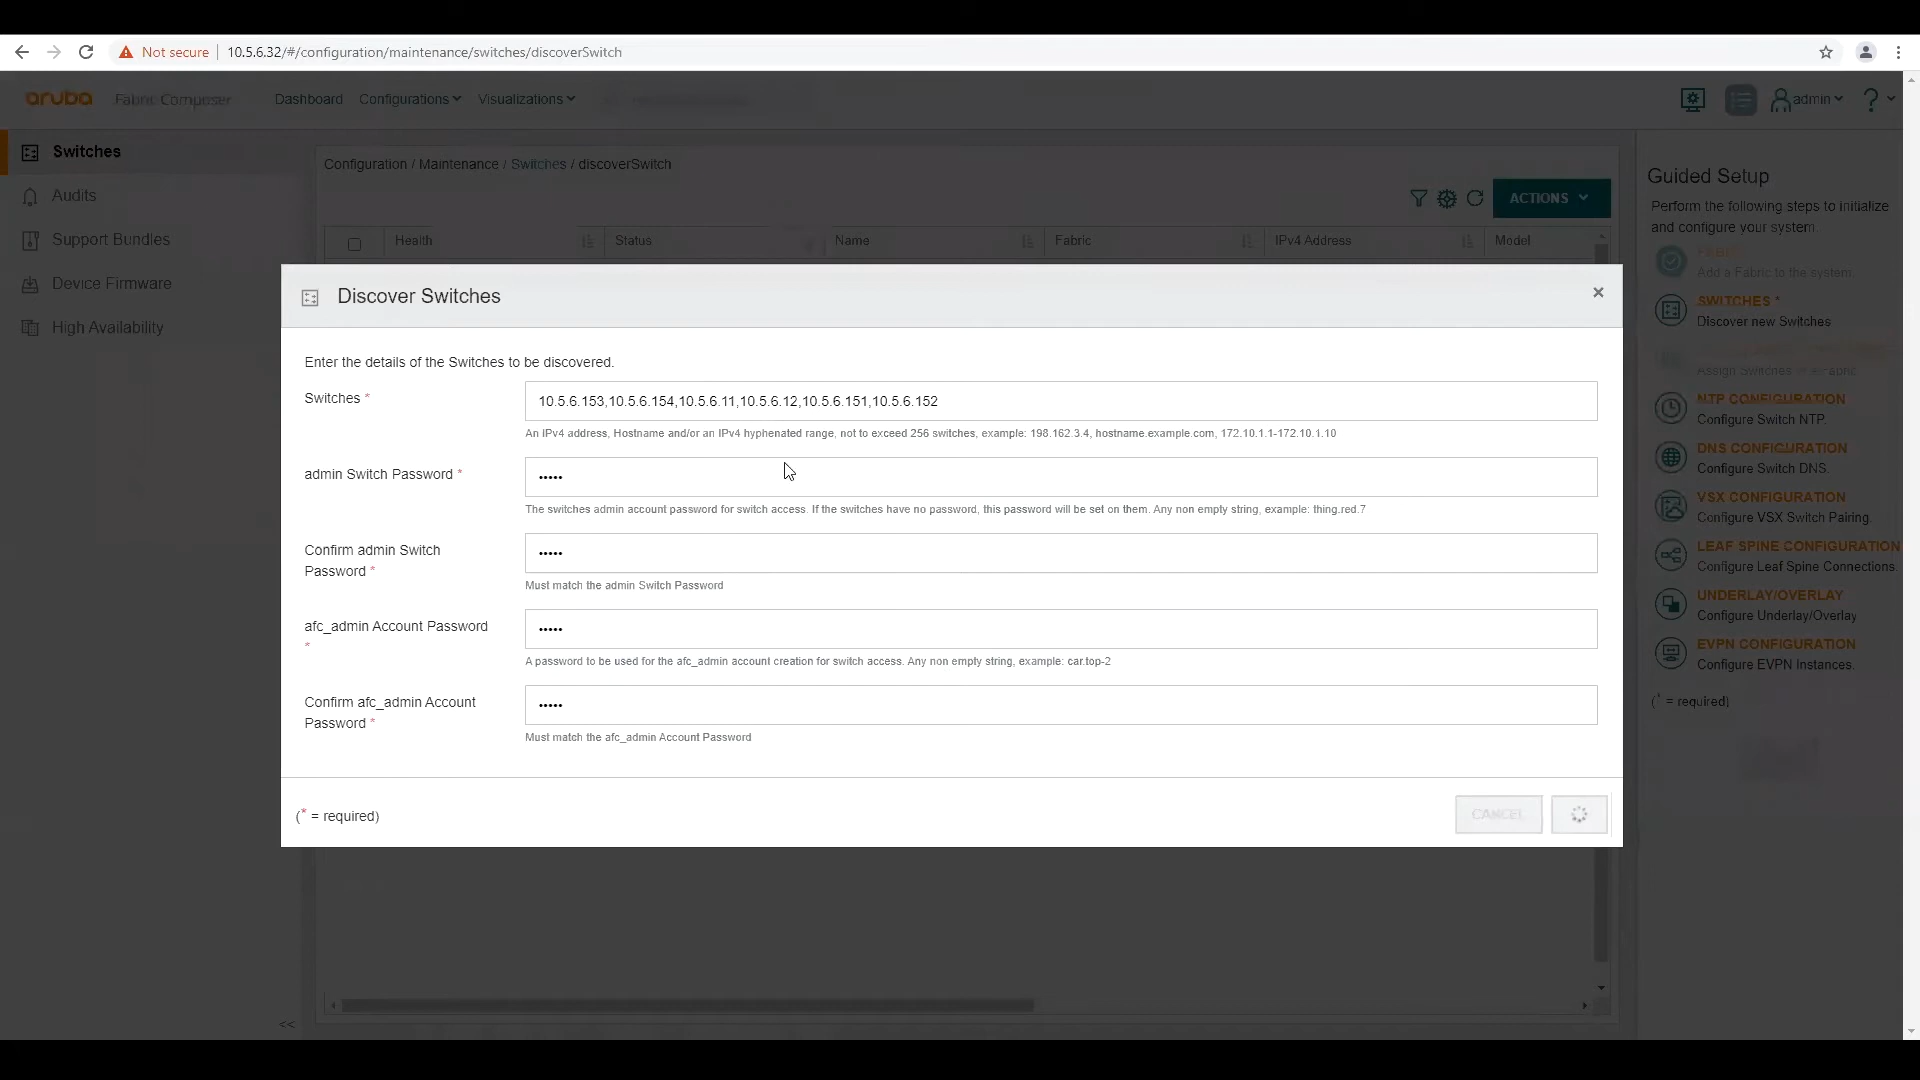 Not secure
10.5.6.32/#/configuration/maintenance/switches/discoverSwitch
aruba Fabric Composer Dashboard Configurations Visualizations
admin
Switches
Audits
Support Bundles
Device Firmware
High Availability
<<
Configuration / Maintenance / Switches / discoverSwitch
ACTIONS
Health Status Name Fabric IPv4 Address Model
Discover Switches
×
Enter the details of the Switches to be discovered.
Switches *
10.5.6.153,10.5.6.154,10.5.6.11,10.5.6.12,10.5.6.151,10.5.6.152
An IPv4 address, Hostname and/or an IPv4 hyphenated range, not to exceed 256 switches, example: 198.162.3.4, hostname.example.com, 172.10.1.1-172.10.1.10
admin Switch Password *
•••••
The switches admin account password for switch access. If the switches have no password, this password will be set on them. Any non empty string, example: thing.red.7
Confirm admin Switch
Password *
•••••
Must match the admin Switch Password
afc_admin Account Password
*
•••••
A password to be used for the afc_admin account creation for switch access. Any non empty string, example: car.top-2
Confirm afc_admin Account
Password *
•••••
Must match the afc_admin Account Password
(* = required)
CANCEL
Guided Setup
Perform the following steps to initialize
and configure your system.
Add a Fabric to the system.
SWITCHES *
Discover new Switches
Assign Switches
NTP CONFIGURATION
Configure Switch NTP.
DNS CONFIGURATION
Configure Switch DNS.
VSX CONFIGURATION
Configure VSX Switch Pairing.
LEAF SPINE CONFIGURATION
Configure Leaf Spine Connections.
UNDERLAY/OVERLAY
Configure Underlay/Overlay
EVPN CONFIGURATION
Configure EVPN Instances.
(* = required)